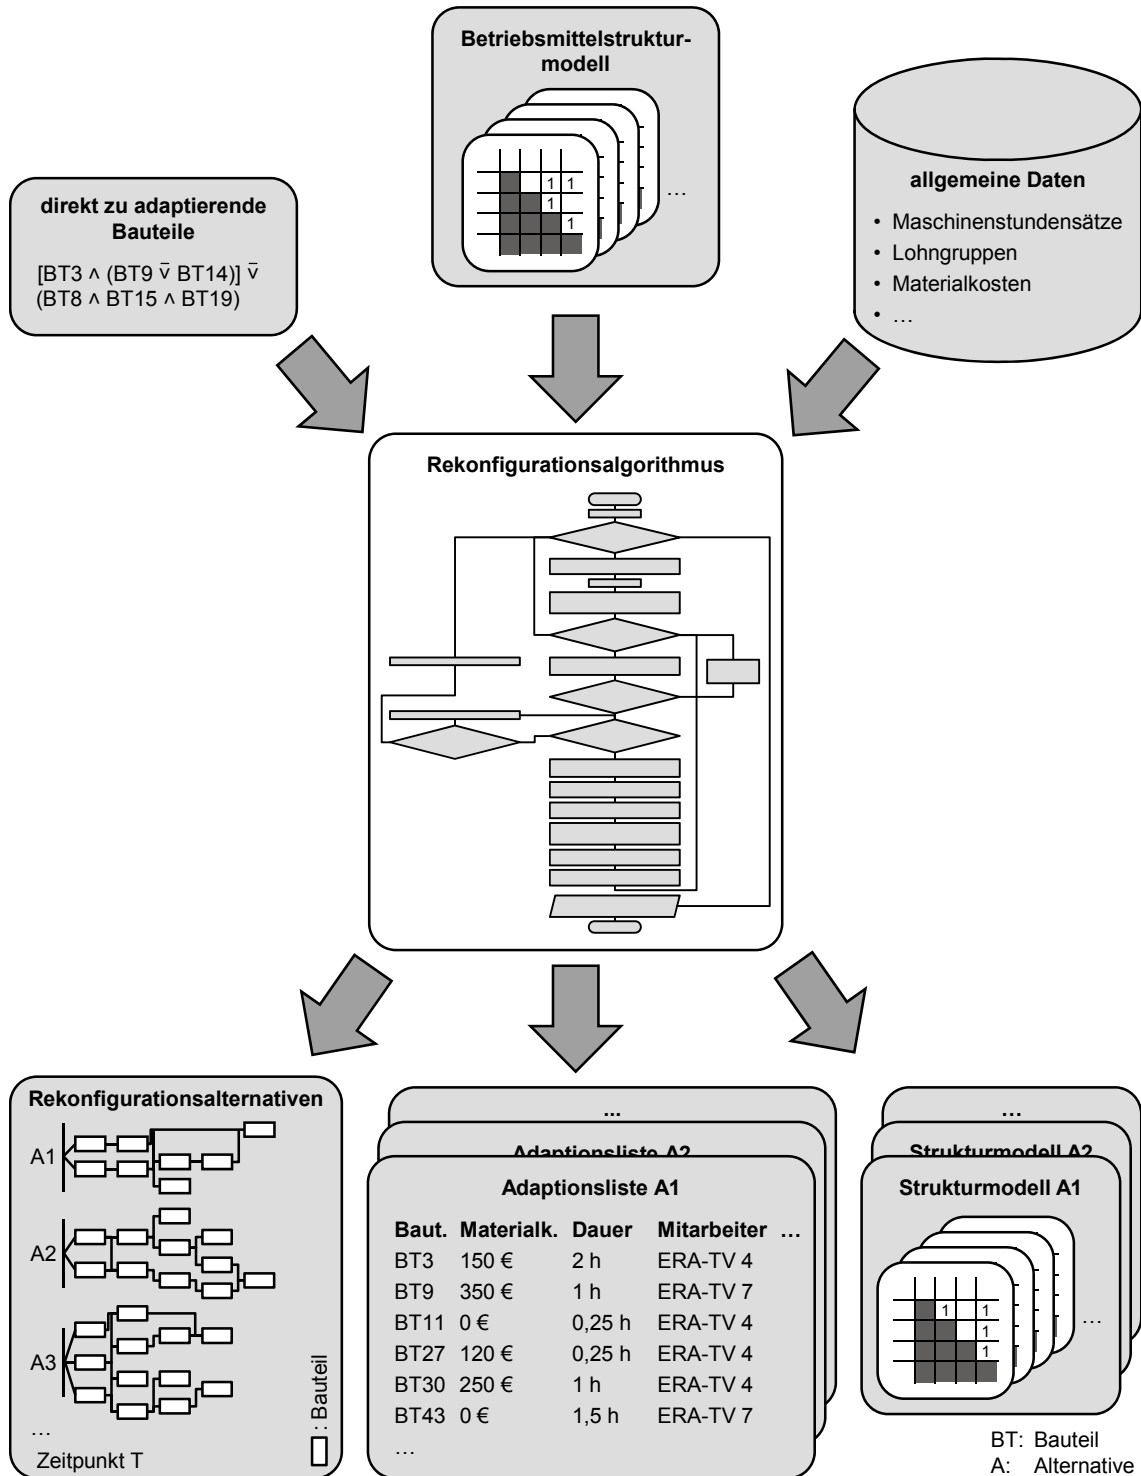 Betriebsmittelstruktur-
modell
1 1
1
1
…
direkt zu adaptierende
Bauteile
[BT3 ∧ (BT9 v̅ BT14)] v̅
(BT8 ∧ BT15 ∧ BT19)
allgemeine Daten
• Maschinenstundensätze
• Lohngruppen
• Materialkosten
• …
Rekonfigurationsalgorithmus
Rekonfigurationsalternativen
A1
A2
A3
…
Zeitpunkt T
: Bauteil
...
Adaptionsliste A2
Adaptionsliste A1
Baut. Materialk. Dauer Mitarbeiter …
BT3 150 € 2 h ERA-TV 4
BT9 350 € 1 h ERA-TV 7
BT11 0 € 0,25 h ERA-TV 4
BT27 120 € 0,25 h ERA-TV 4
BT30 250 € 1 h ERA-TV 4
BT43 0 € 1,5 h ERA-TV 7
…
…
Strukturmodell A2
Strukturmodell A1
1 1
1
1
…
BT: Bauteil
A: Alternative